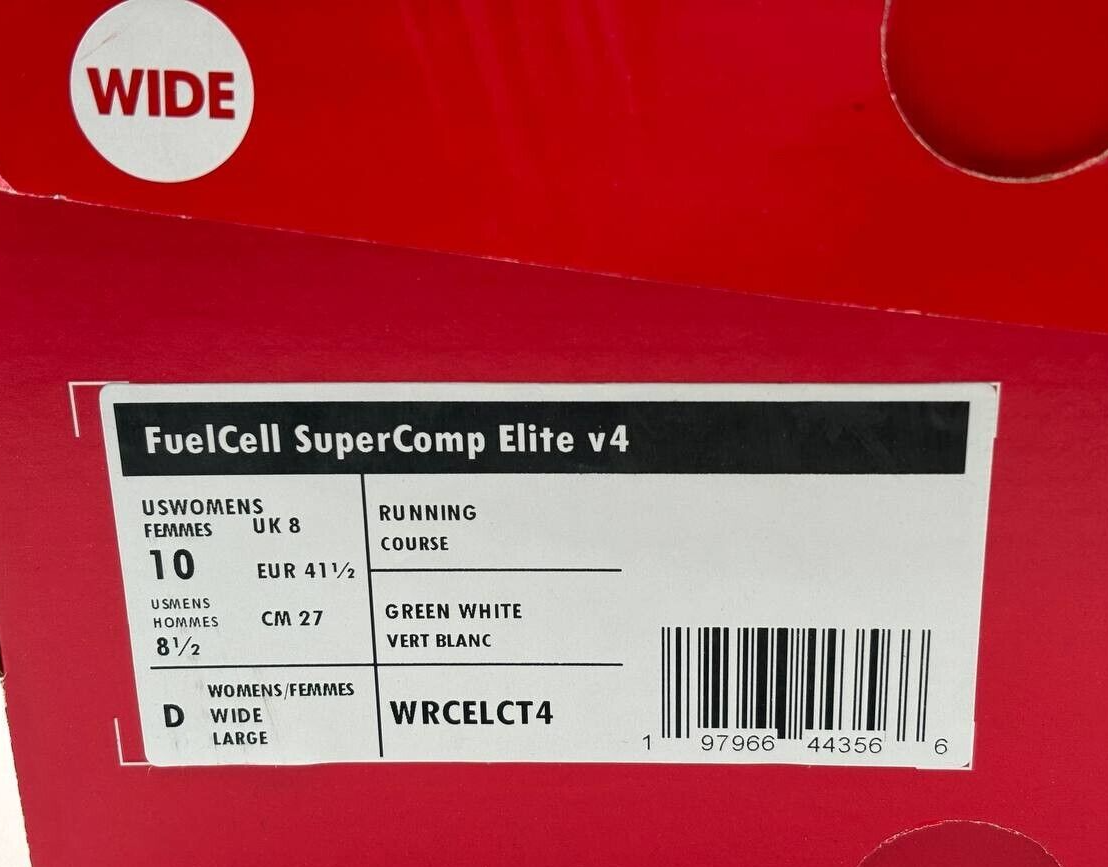 WIDE
FuelCell SuperComp Elite v4
USWOMENS
FEMMES
UK 8
10
EUR 41½
USMENS
HOMMES
CM 27
8½
RUNNING
COURSE
GREEN WHITE
VERT BLANC
D
WOMENS/FEMMES
WIDE
LARGE
WRCELCT4
1 97966 44356 6